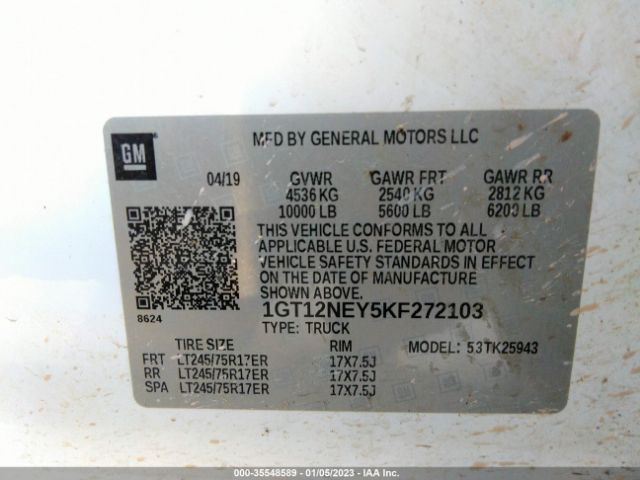 GM
MFD BY GENERAL MOTORS LLC
04/19 GVWR GAWR FRT GAWR RR
4536 KG 2540 KG 2812 KG
10000 LB 5600 LB 6200 LB
THIS VEHICLE CONFORMS TO ALL
APPLICABLE U.S. FEDERAL MOTOR
VEHICLE SAFETY STANDARDS IN EFFECT
ON THE DATE OF MANUFACTURE
SHOWN ABOVE.
8624
1GT12NEY5KF272103
TYPE: TRUCK
TIRE SIZE RIM MODEL: 53TK25943
FRT LT245/75R17ER 17X7.5J
RR LT245/75R17ER 17X7.5J
SPA LT245/75R17ER 17X7.5J
000-35548589 - 01/05/2023 - IAA Inc.